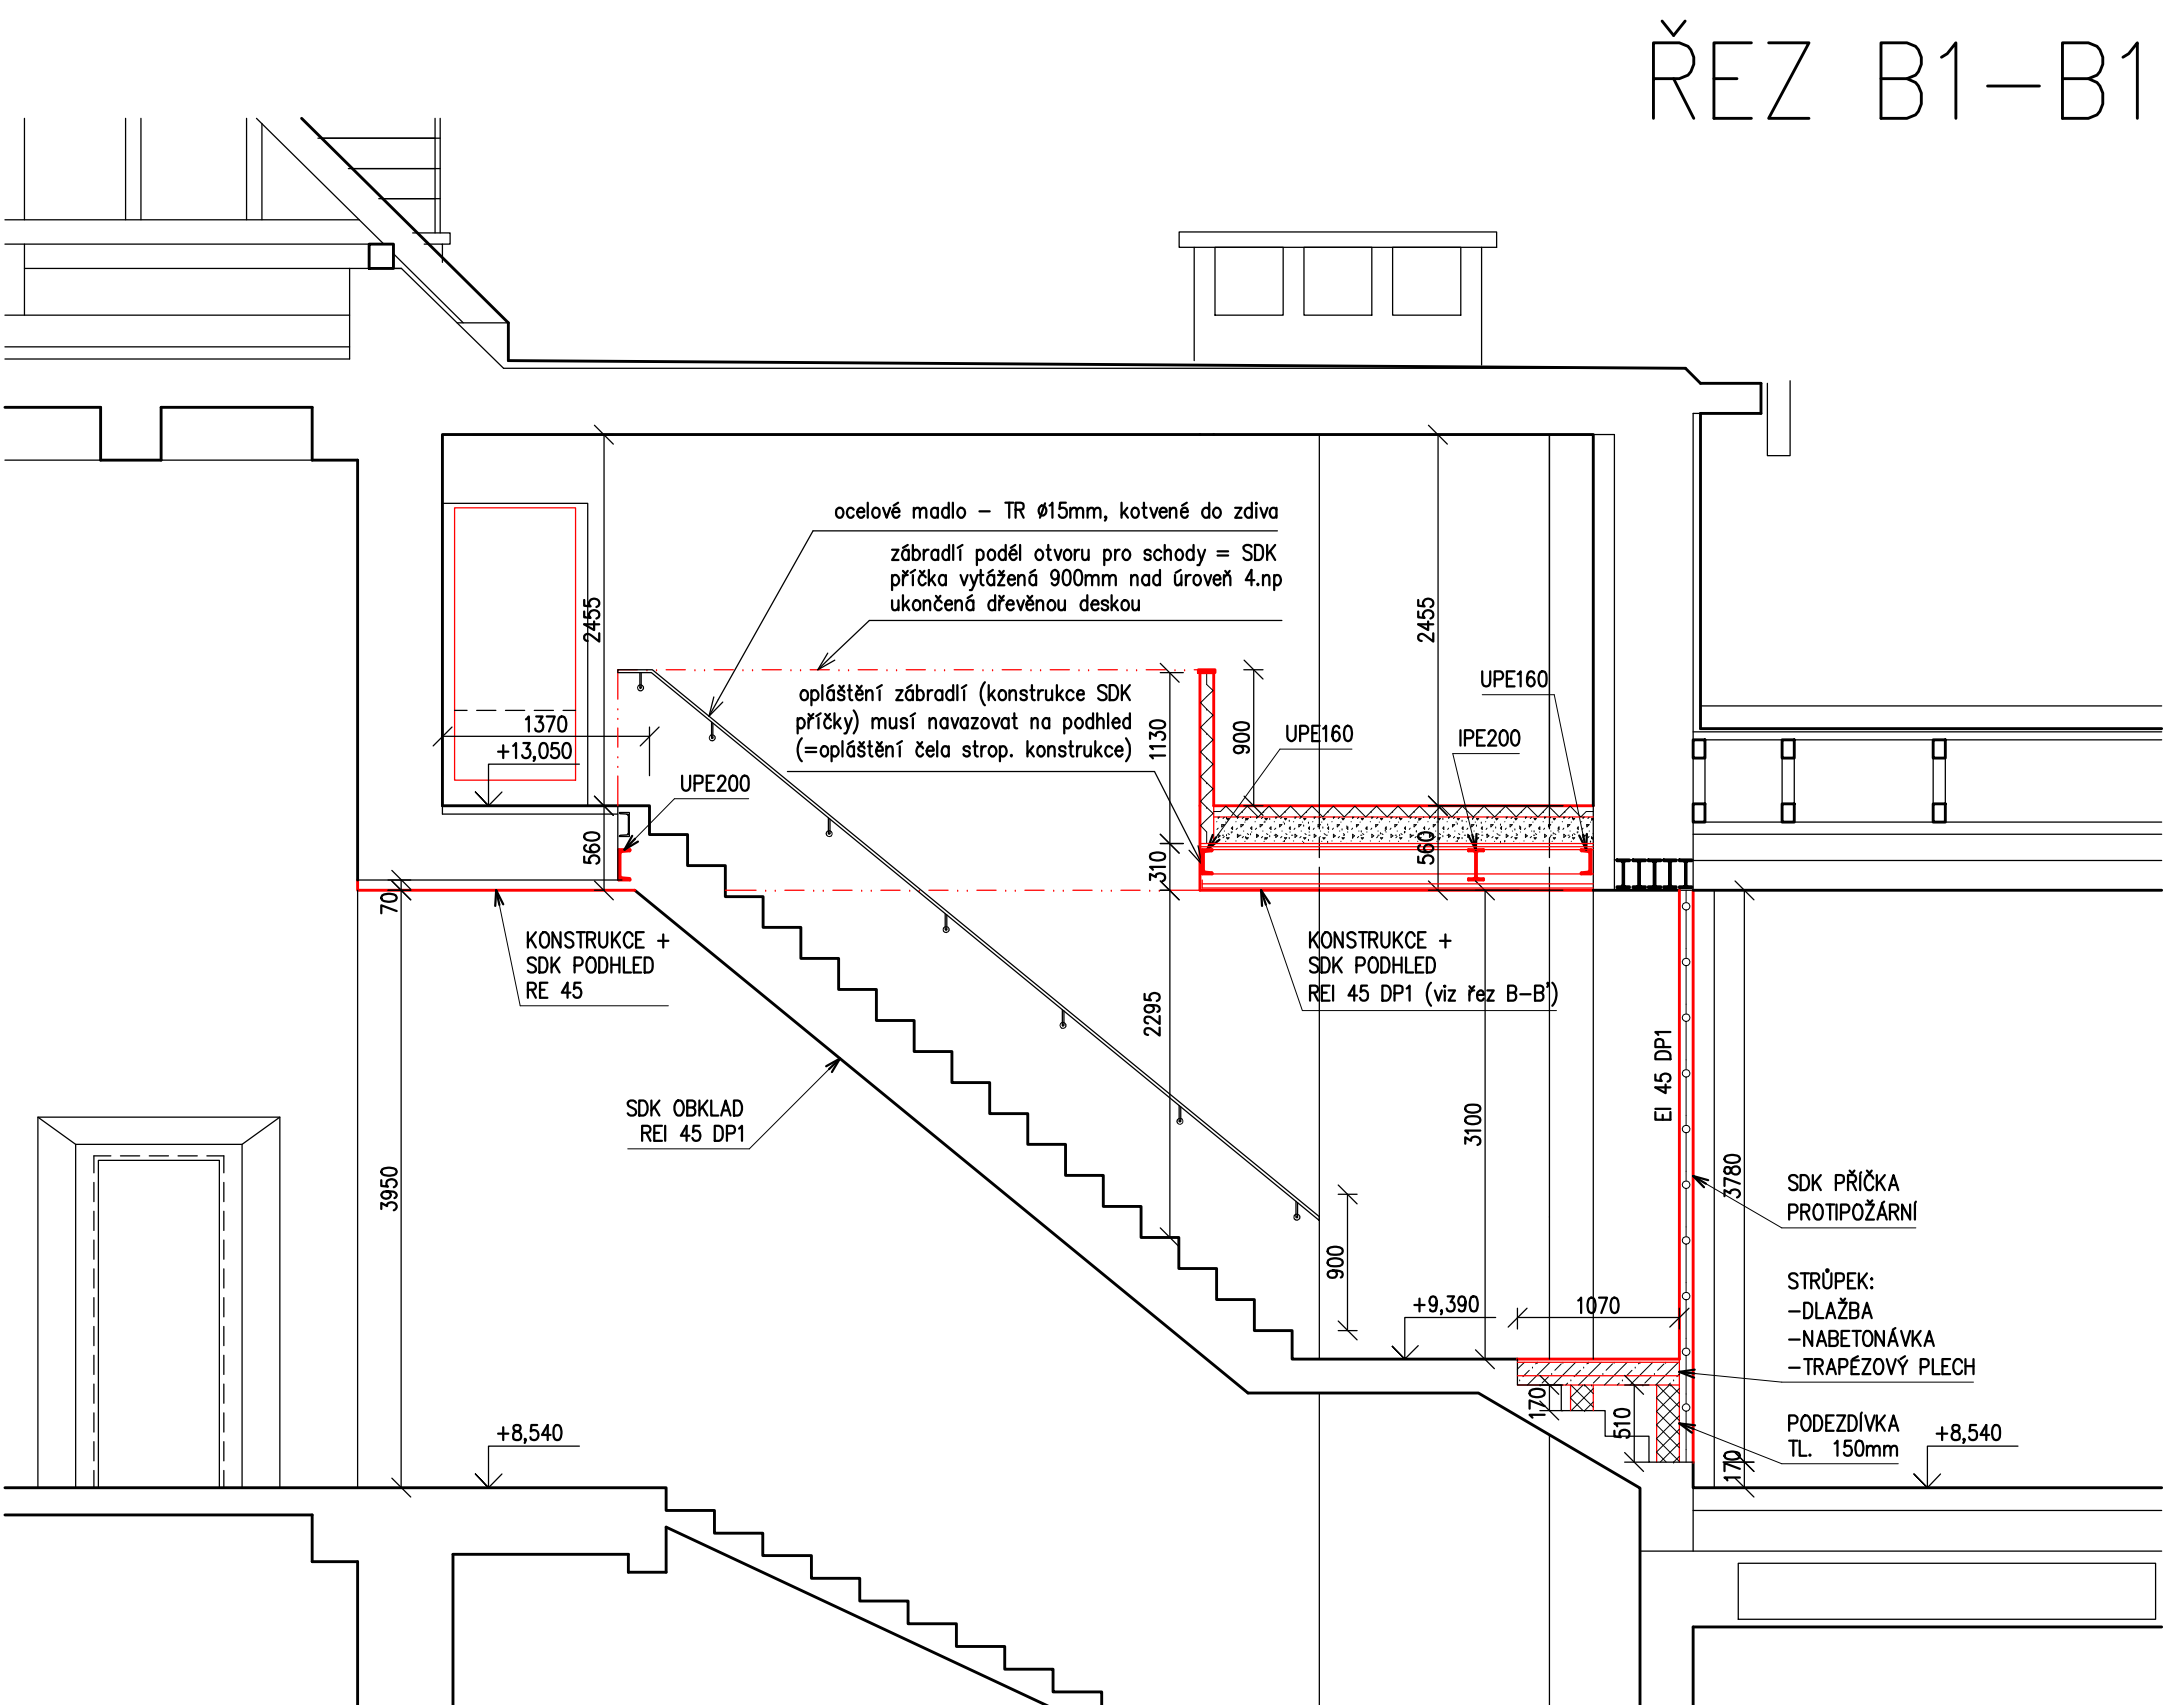 ŘEZ B1-B1
ocelové madlo - TR ø15mm, kotvené do zdiva
zábradlí podél otvoru pro schody = SDK
příčka vytážená 900mm nad úroveň 4.np
ukončená dřevěnou deskou
2455
2455
opláštění zábradlí (konstrukce SDK
příčky) musí navazovat na podhled
(=opláštění čela strop. konstrukce)
UPE160
UPE160
IPE200
1370
+13,050
UPE200
1130
900
560
310
560
70
KONSTRUKCE +
SDK PODHLED
RE 45
KONSTRUKCE +
SDK PODHLED
REI 45 DP1 (viz řez B-B')
2295
EI 45 DP1
SDK OBKLAD
REI 45 DP1
3100
3950
3780
SDK PŘÍČKA
PROTIPOŽÁRNÍ
900
+9,390
1070
STRŮPEK:
-DLAŽBA
-NABETONÁVKA
-TRAPÉZOVÝ PLECH
170
510
PODEZDÍVKA
TL. 150mm
+8,540
+8,540
170